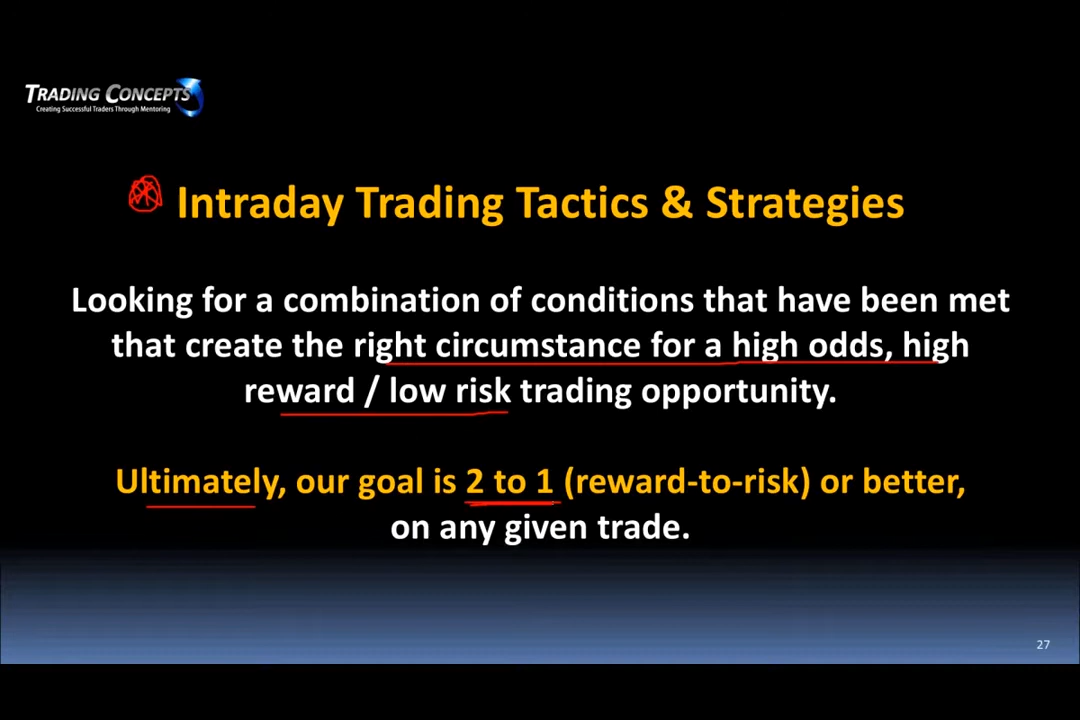 TRADING CONCEPTS
Creating Successful Traders Through Mentoring
Intraday Trading Tactics & Strategies
Looking for a combination of conditions that have been met
that create the right circumstance for a high odds, high
reward / low risk trading opportunity.
Ultimately, our goal is 2 to 1 (reward-to-risk) or better,
on any given trade.
27